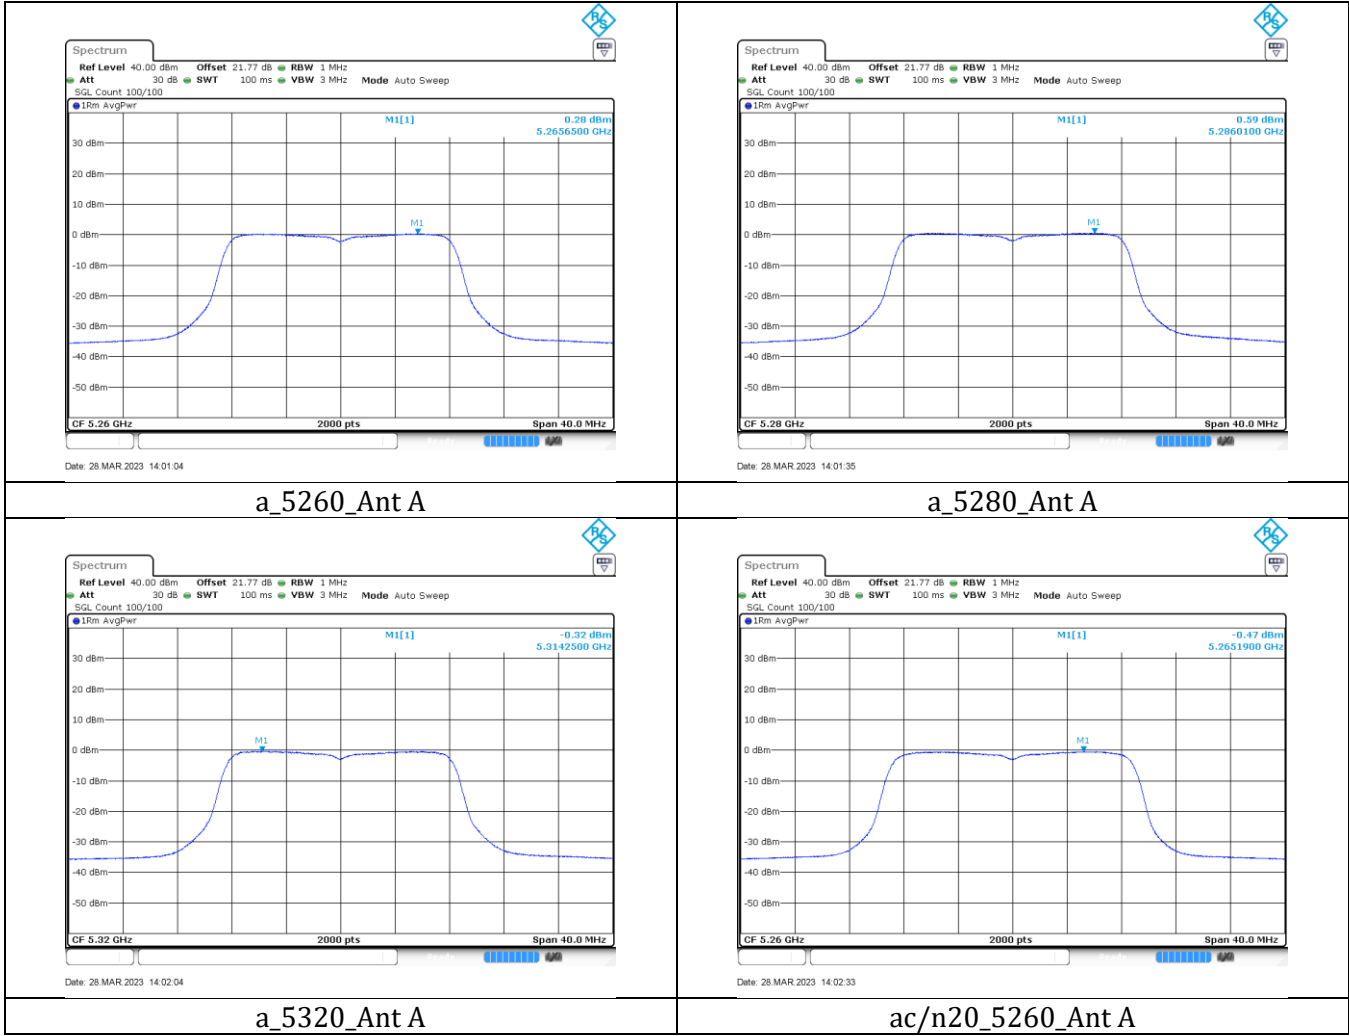 Spectrum
Ref Level 40.00 dBm Offset 21.77 dB RBW 1 MHz
Att 30 dB SWT 100 ms VBW 3 MHz Mode Auto Sweep
SGL Count 100/100
1Rm AvgPwr
M1[1] 0.28 dBm
5.2656500 GHz
30 dBm
20 dBm
10 dBm
M1
0 dBm
-10 dBm
-20 dBm
-30 dBm
-40 dBm
-50 dBm
CF 5.26 GHz 2000 pts Span 40.0 MHz
Date: 28.MAR.2023 14:01:04
a_5260_Ant A
Spectrum
Ref Level 40.00 dBm Offset 21.77 dB RBW 1 MHz
Att 30 dB SWT 100 ms VBW 3 MHz Mode Auto Sweep
SGL Count 100/100
1Rm AvgPwr
M1[1] 0.59 dBm
5.2860100 GHz
30 dBm
20 dBm
10 dBm
M1
0 dBm
-10 dBm
-20 dBm
-30 dBm
-40 dBm
-50 dBm
CF 5.28 GHz 2000 pts Span 40.0 MHz
Date: 28.MAR.2023 14:01:35
a_5280_Ant A
Spectrum
Ref Level 40.00 dBm Offset 21.77 dB RBW 1 MHz
Att 30 dB SWT 100 ms VBW 3 MHz Mode Auto Sweep
SGL Count 100/100
1Rm AvgPwr
M1[1] -0.32 dBm
5.3142500 GHz
30 dBm
20 dBm
10 dBm
M1
0 dBm
-10 dBm
-20 dBm
-30 dBm
-40 dBm
-50 dBm
CF 5.32 GHz 2000 pts Span 40.0 MHz
Date: 28.MAR.2023 14:02:04
a_5320_Ant A
Spectrum
Ref Level 40.00 dBm Offset 21.77 dB RBW 1 MHz
Att 30 dB SWT 100 ms VBW 3 MHz Mode Auto Sweep
SGL Count 100/100
1Rm AvgPwr
M1[1] -0.47 dBm
5.2651900 GHz
30 dBm
20 dBm
10 dBm
M1
0 dBm
-10 dBm
-20 dBm
-30 dBm
-40 dBm
-50 dBm
CF 5.26 GHz 2000 pts Span 40.0 MHz
Date: 28.MAR.2023 14:02:33
ac/n20_5260_Ant A